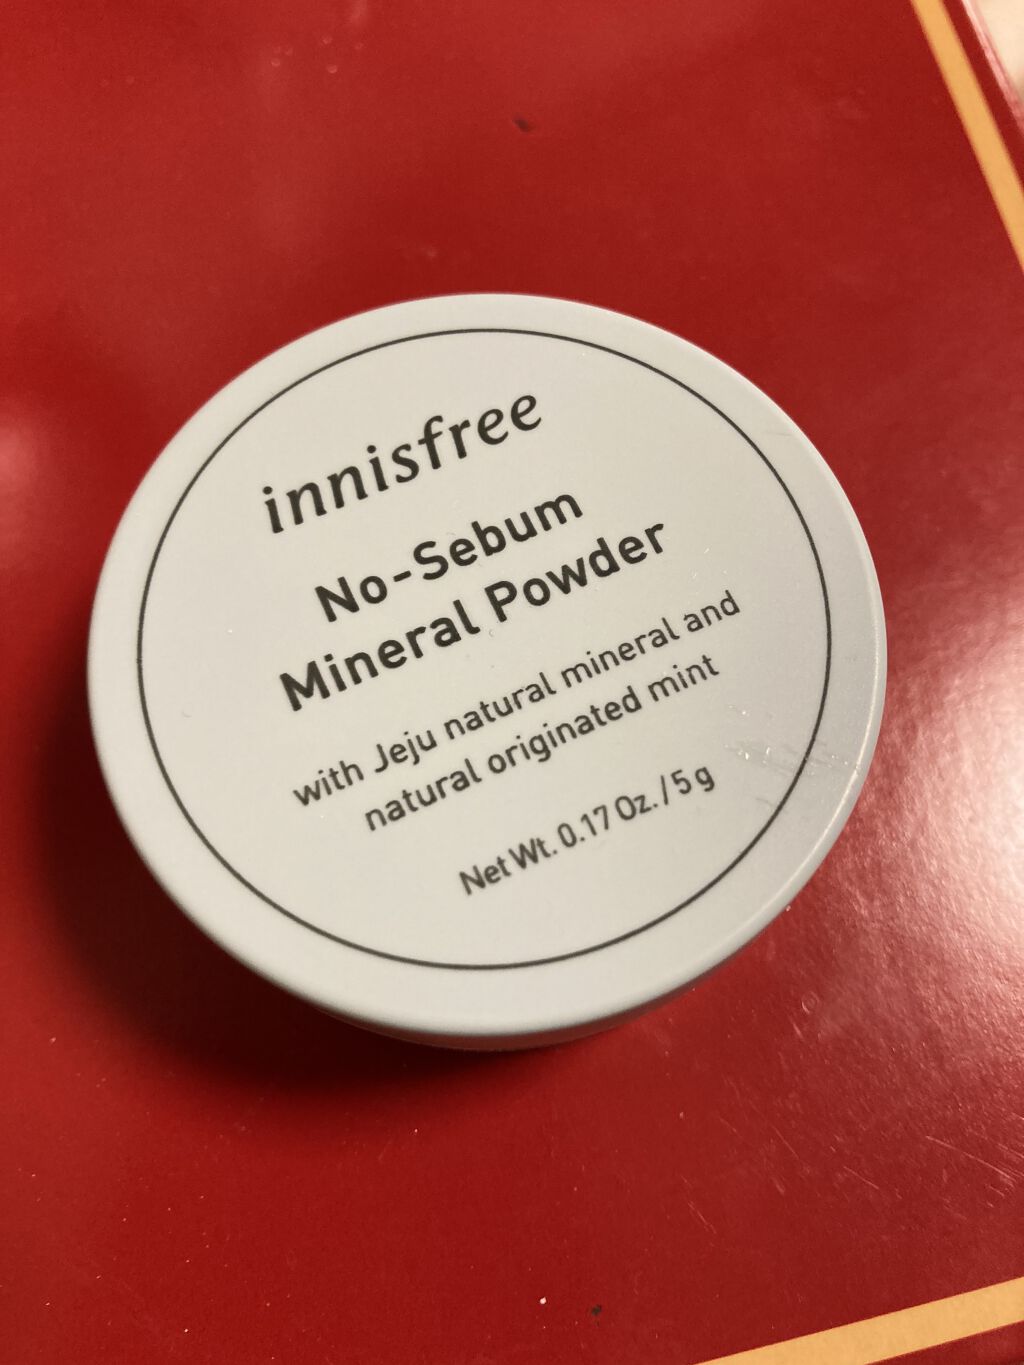 innisfree
No-Sebum
Mineral Powder
with Jeju natural mineral and
natural originated mint
Net Wt. 0.17 Oz. / 5 g